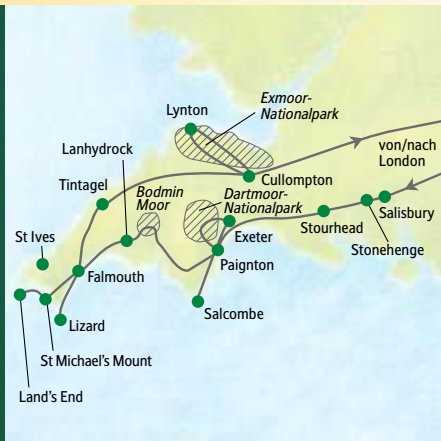 Lynton
Exmoor-
Nationalpark
Lanhydrock
von/nach
London
Tintagel
Bodmin
Moor
Dartmoor-
Nationalpark
Cullompton
Salisbury
Stonehenge
Stourhead
Exeter
Paignton
St Ives
Falmouth
Salcombe
Lizard
St Michael's Mount
Land's End